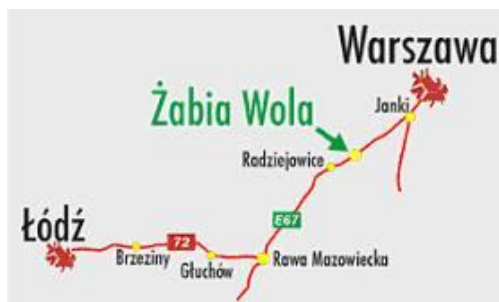 Warszawa
Janki
Żabia Wola
Radziejowice
E67
Łódź
72
Brzeziny
Głuchów
Rawa Mazowiecka